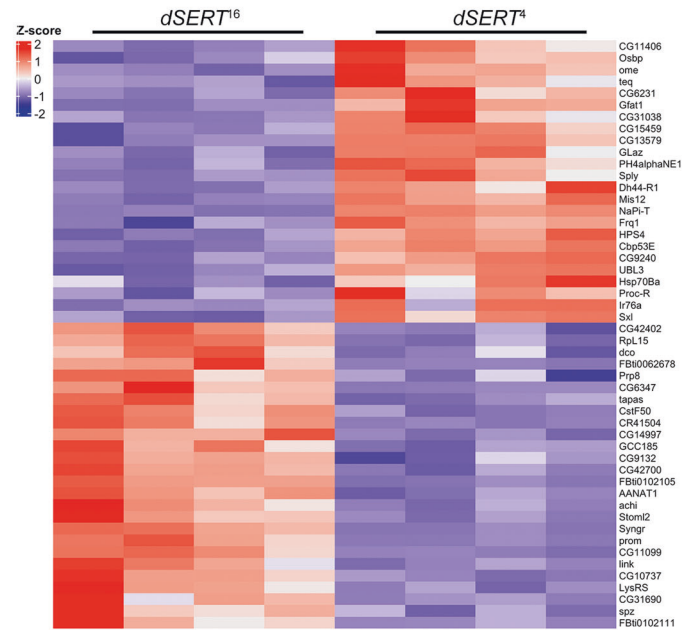 dSERT¹⁶ dSERT⁴
Z-score
2
1
0
-1
-2
CG11406
Osbp
ome
teq
CG6231
Gfat1
CG31038
CG15459
CG13579
GLaz
PH4alphaNE1
Sply
Dh44-R1
Mis12
NaPi-T
Frq1
HPS4
Cbp53E
CG9240
UBL3
Hsp70Ba
Proc-R
Ir76a
Sxl
CG42402
RpL15
dco
FBti0062678
Prp8
CG6347
tapas
CstF50
CR41504
CG14997
GCC185
CG9132
CG42700
FBti0102105
AANAT1
achi
Stoml2
Syngr
prom
CG11099
link
CG10737
LysRS
CG31690
spz
FBti0102111